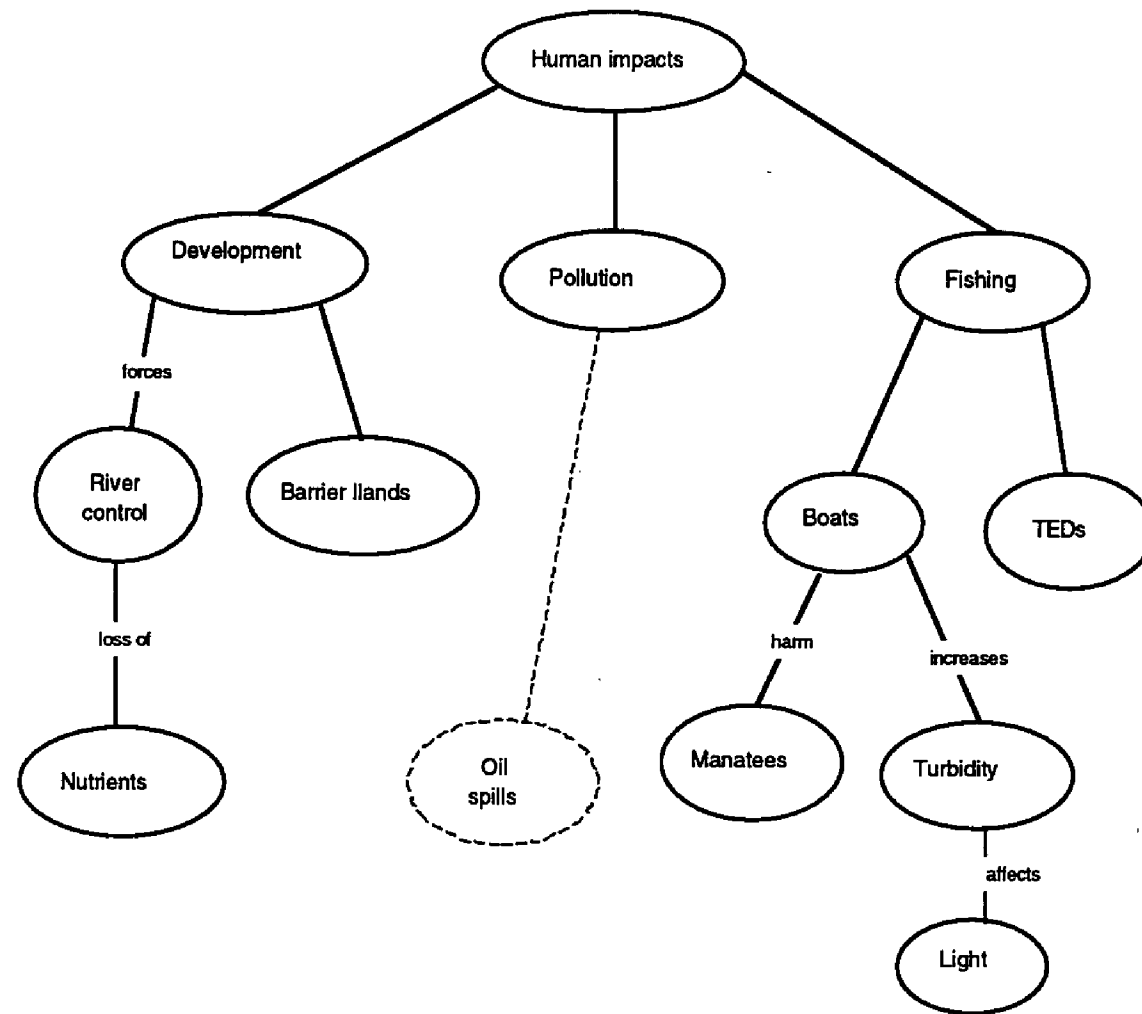 Human impacts
Development
Pollution
Fishing
forces
River
control
Barrier Ilands
Boats
TEDs
loss of
harm
increases
Nutrients
Oil
spills
Manatees
Turbidity
affects
Light